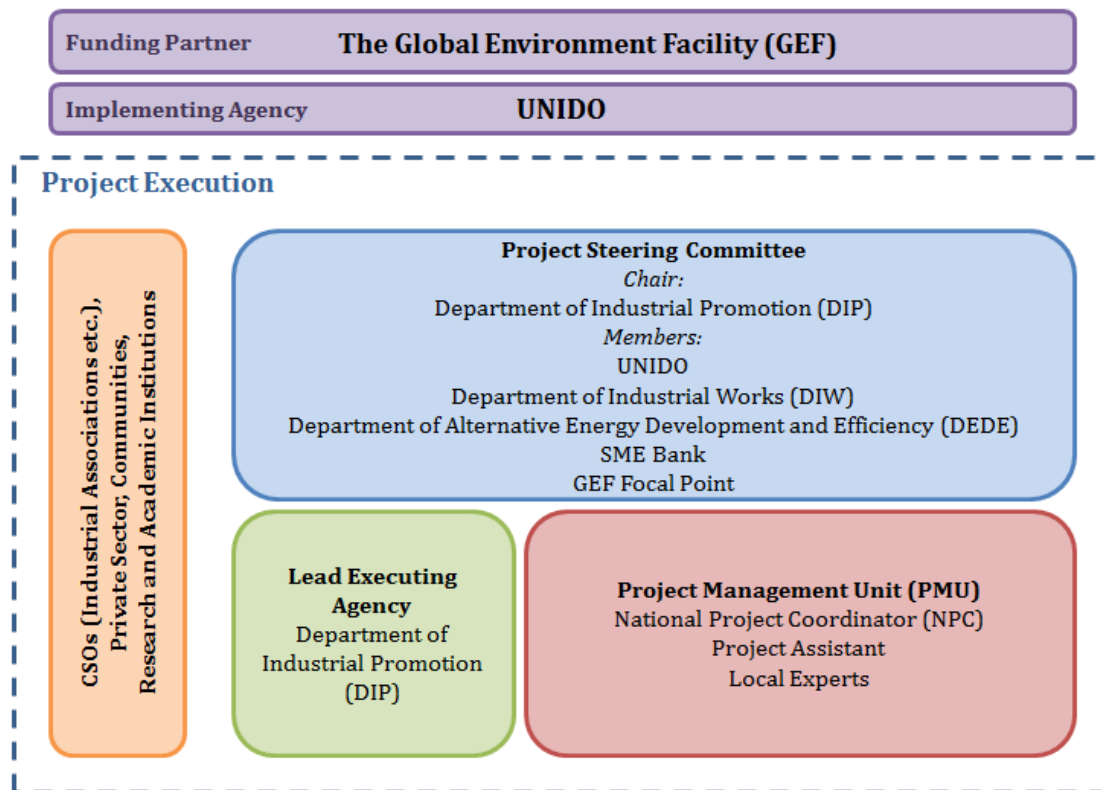 Funding Partner The Global Environment Facility (GEF)
Implementing Agency UNIDO
Project Execution
CSOs (Industrial Associations etc.),
Private Sector, Communities,
Research and Academic Institutions
Project Steering Committee
Chair:
Department of Industrial Promotion (DIP)
Members:
UNIDO
Department of Industrial Works (DIW)
Department of Alternative Energy Development and Efficiency (DEDE)
SME Bank
GEF Focal Point
Lead Executing
Agency
Department of
Industrial Promotion
(DIP)
Project Management Unit (PMU)
National Project Coordinator (NPC)
Project Assistant
Local Experts